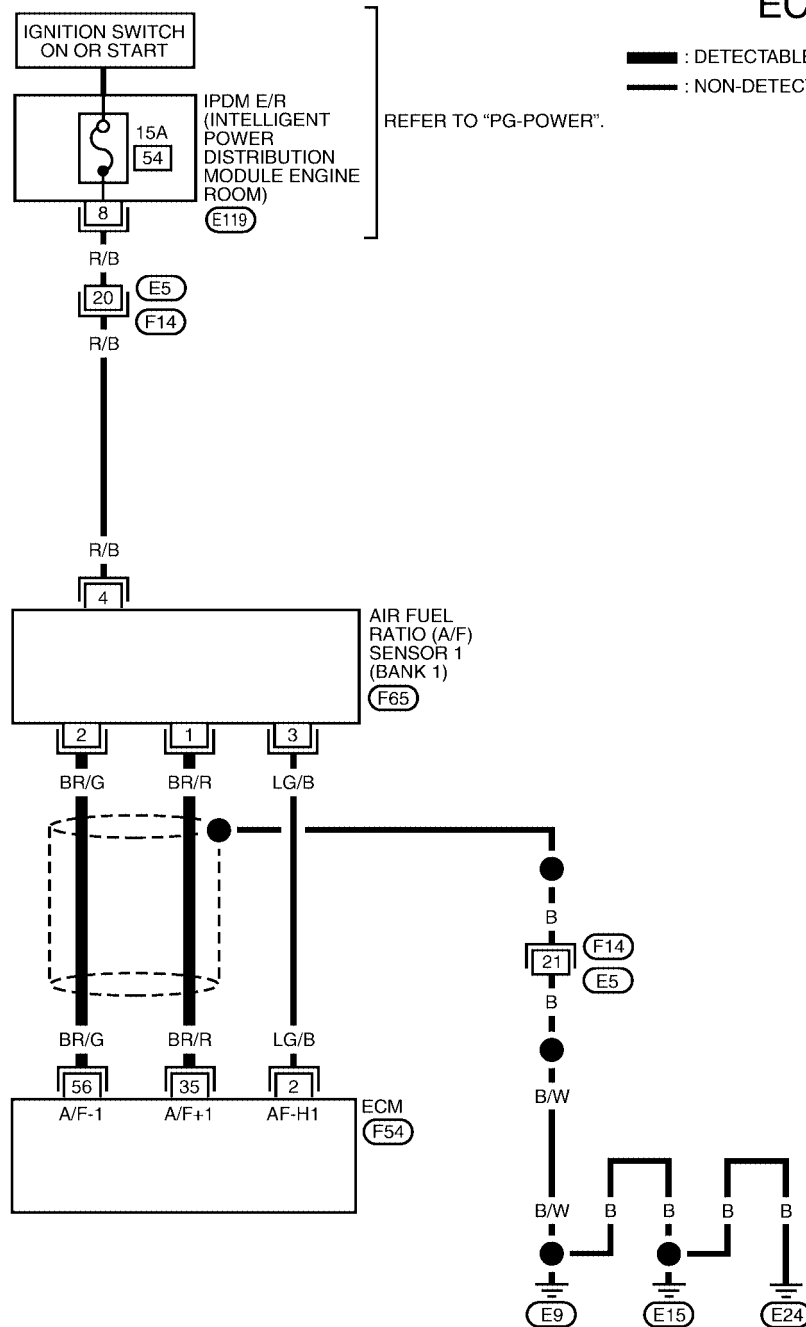 EC
IGNITION SWITCH
ON OR START
: DETECTABLE
: NON-DETECT
IPDM E/R
(INTELLIGENT
POWER
DISTRIBUTION
MODULE ENGINE
ROOM)
E119
REFER TO “PG-POWER”.
15A
54
8
R/B
20
E5
F14
R/B
R/B
4
AIR FUEL
RATIO (A/F)
SENSOR 1
(BANK 1)
F65
2 1 3
BR/G BR/R LG/B
B
21
F14
E5
B
BR/G BR/R LG/B
56 35 2
A/F-1 A/F+1 AF-H1
ECM
F54
B/W
B/W B B B B
E9 E15 E24